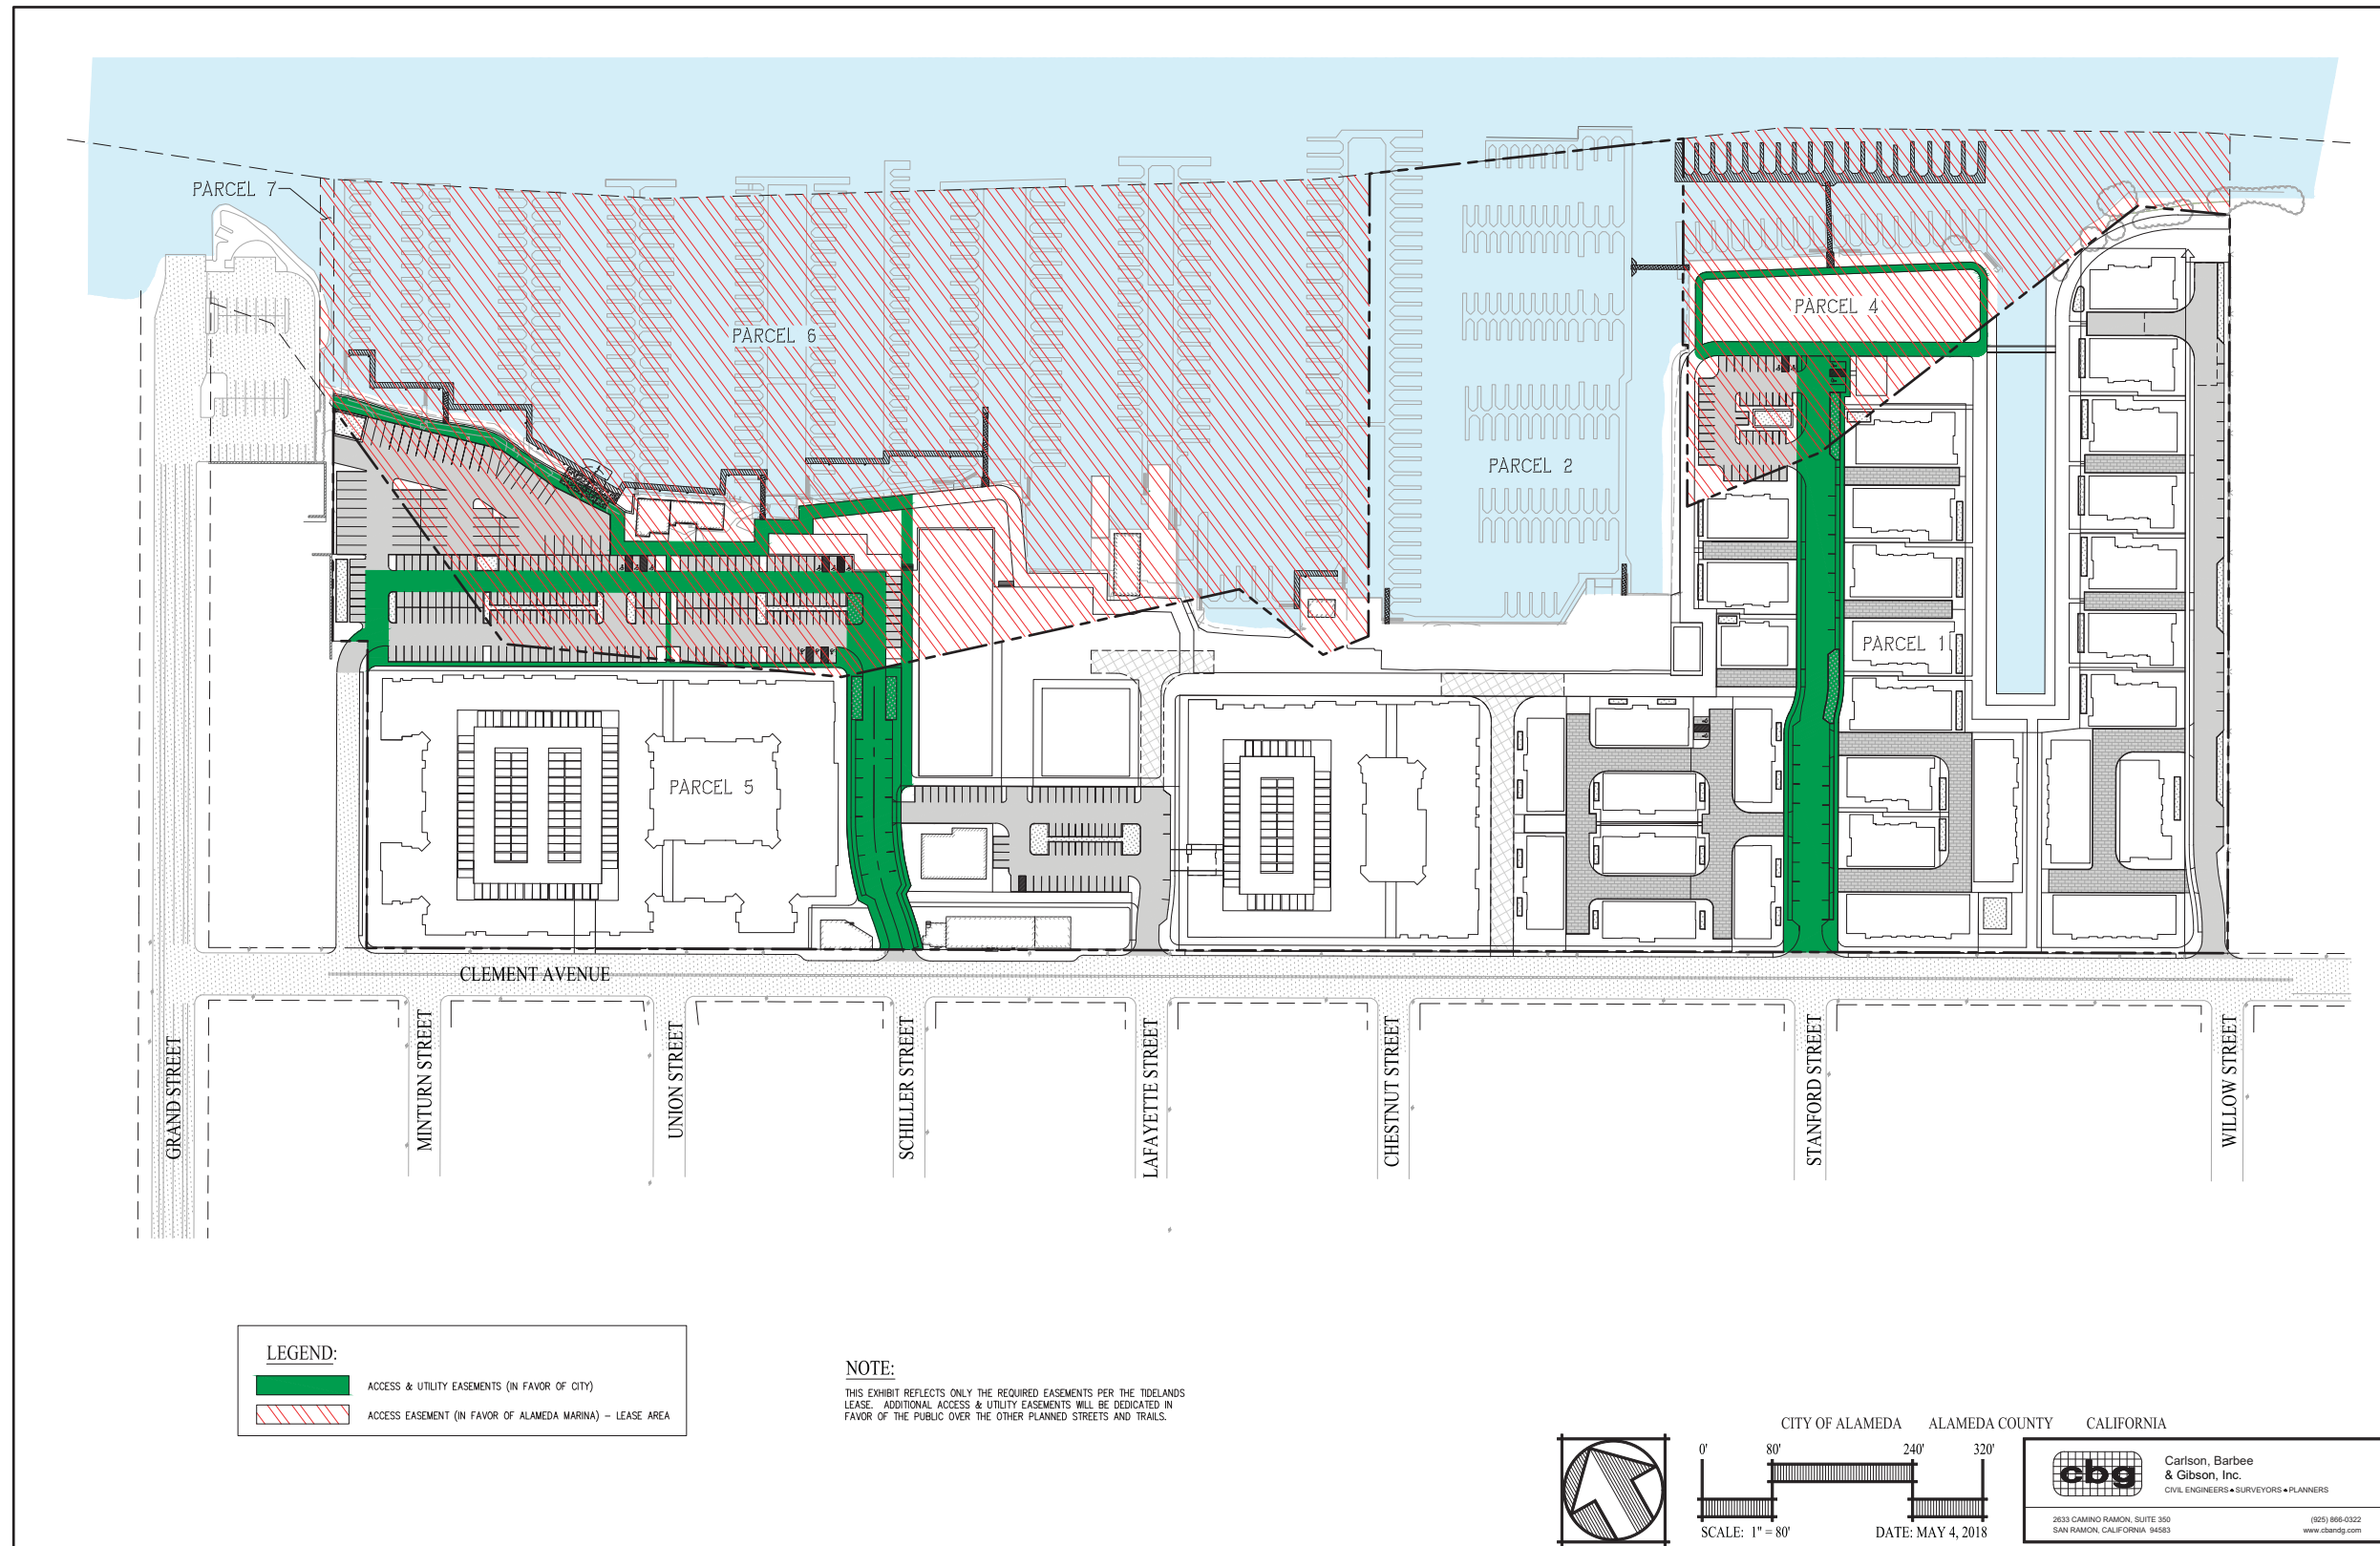 PARCEL 7
PARCEL 6
PARCEL 4
PARCEL 2
PARCEL 1
PARCEL 5
CLEMENT AVENUE
GRAND STREET
MINTURN STREET
UNION STREET
SCHILLER STREET
LAFAYETTE STREET
CHESTNUT STREET
STANFORD STREET
WILLOW STREET
LEGEND:
ACCESS & UTILITY EASEMENTS (IN FAVOR OF CITY)
ACCESS EASEMENT (IN FAVOR OF ALAMEDA MARINA) – LEASE AREA
NOTE:
THIS EXHIBIT REFLECTS ONLY THE REQUIRED EASEMENTS PER THE TIDELANDS
LEASE. ADDITIONAL ACCESS & UTILITY EASEMENTS WILL BE DEDICATED IN
FAVOR OF THE PUBLIC OVER THE OTHER PLANNED STREETS AND TRAILS.
CITY OF ALAMEDA ALAMEDA COUNTY CALIFORNIA
0' 80' 240' 320'
SCALE: 1" = 80' DATE: MAY 4, 2018
cbg
Carlson, Barbee
& Gibson, Inc.
CIVIL ENGINEERS • SURVEYORS • PLANNERS
2633 CAMINO RAMON, SUITE 350 (925) 866-0322
SAN RAMON, CALIFORNIA 94583 www.cbandg.com